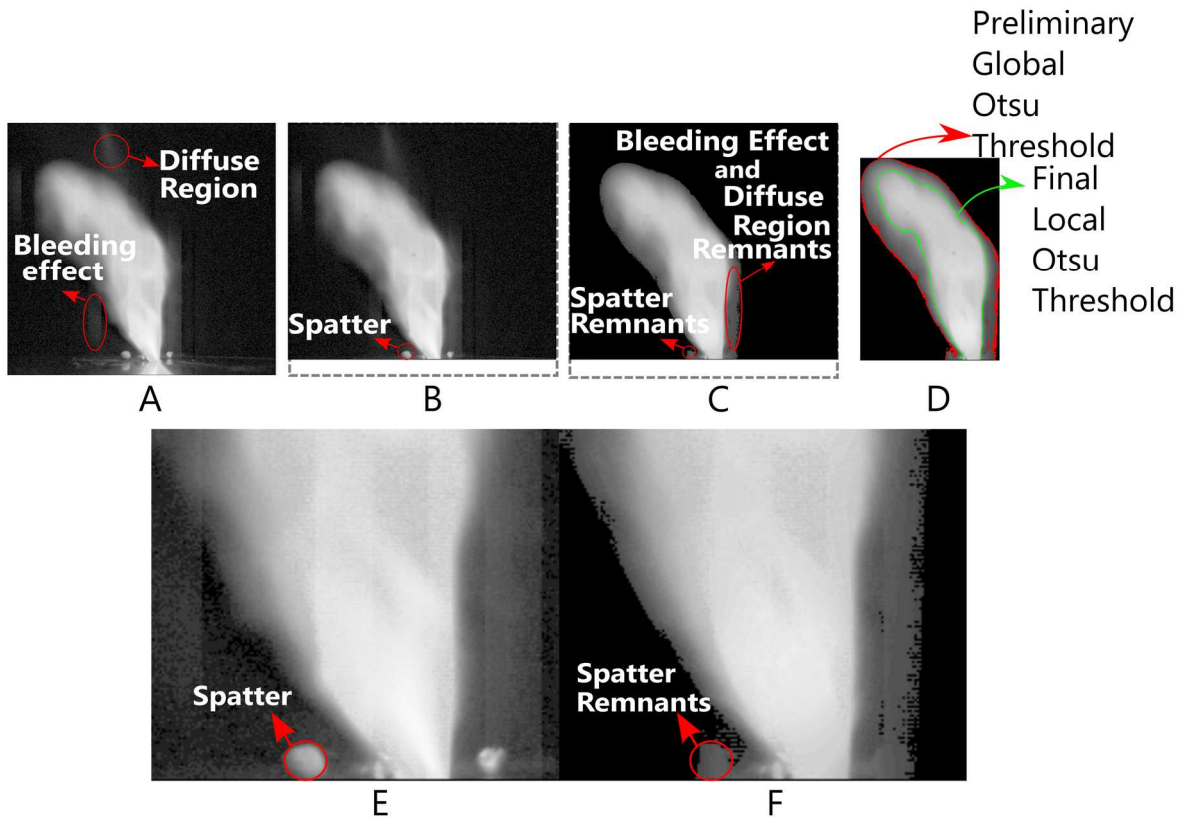 Preliminary
Global
Otsu
Threshold
Final
Local
Otsu
Threshold
Diffuse
Region
Bleeding
effect
A
Spatter
B
Bleeding Effect
and
Diffuse
Region
Remnants
Spatter
Remnants
C
D
Spatter
E
Spatter
Remnants
F